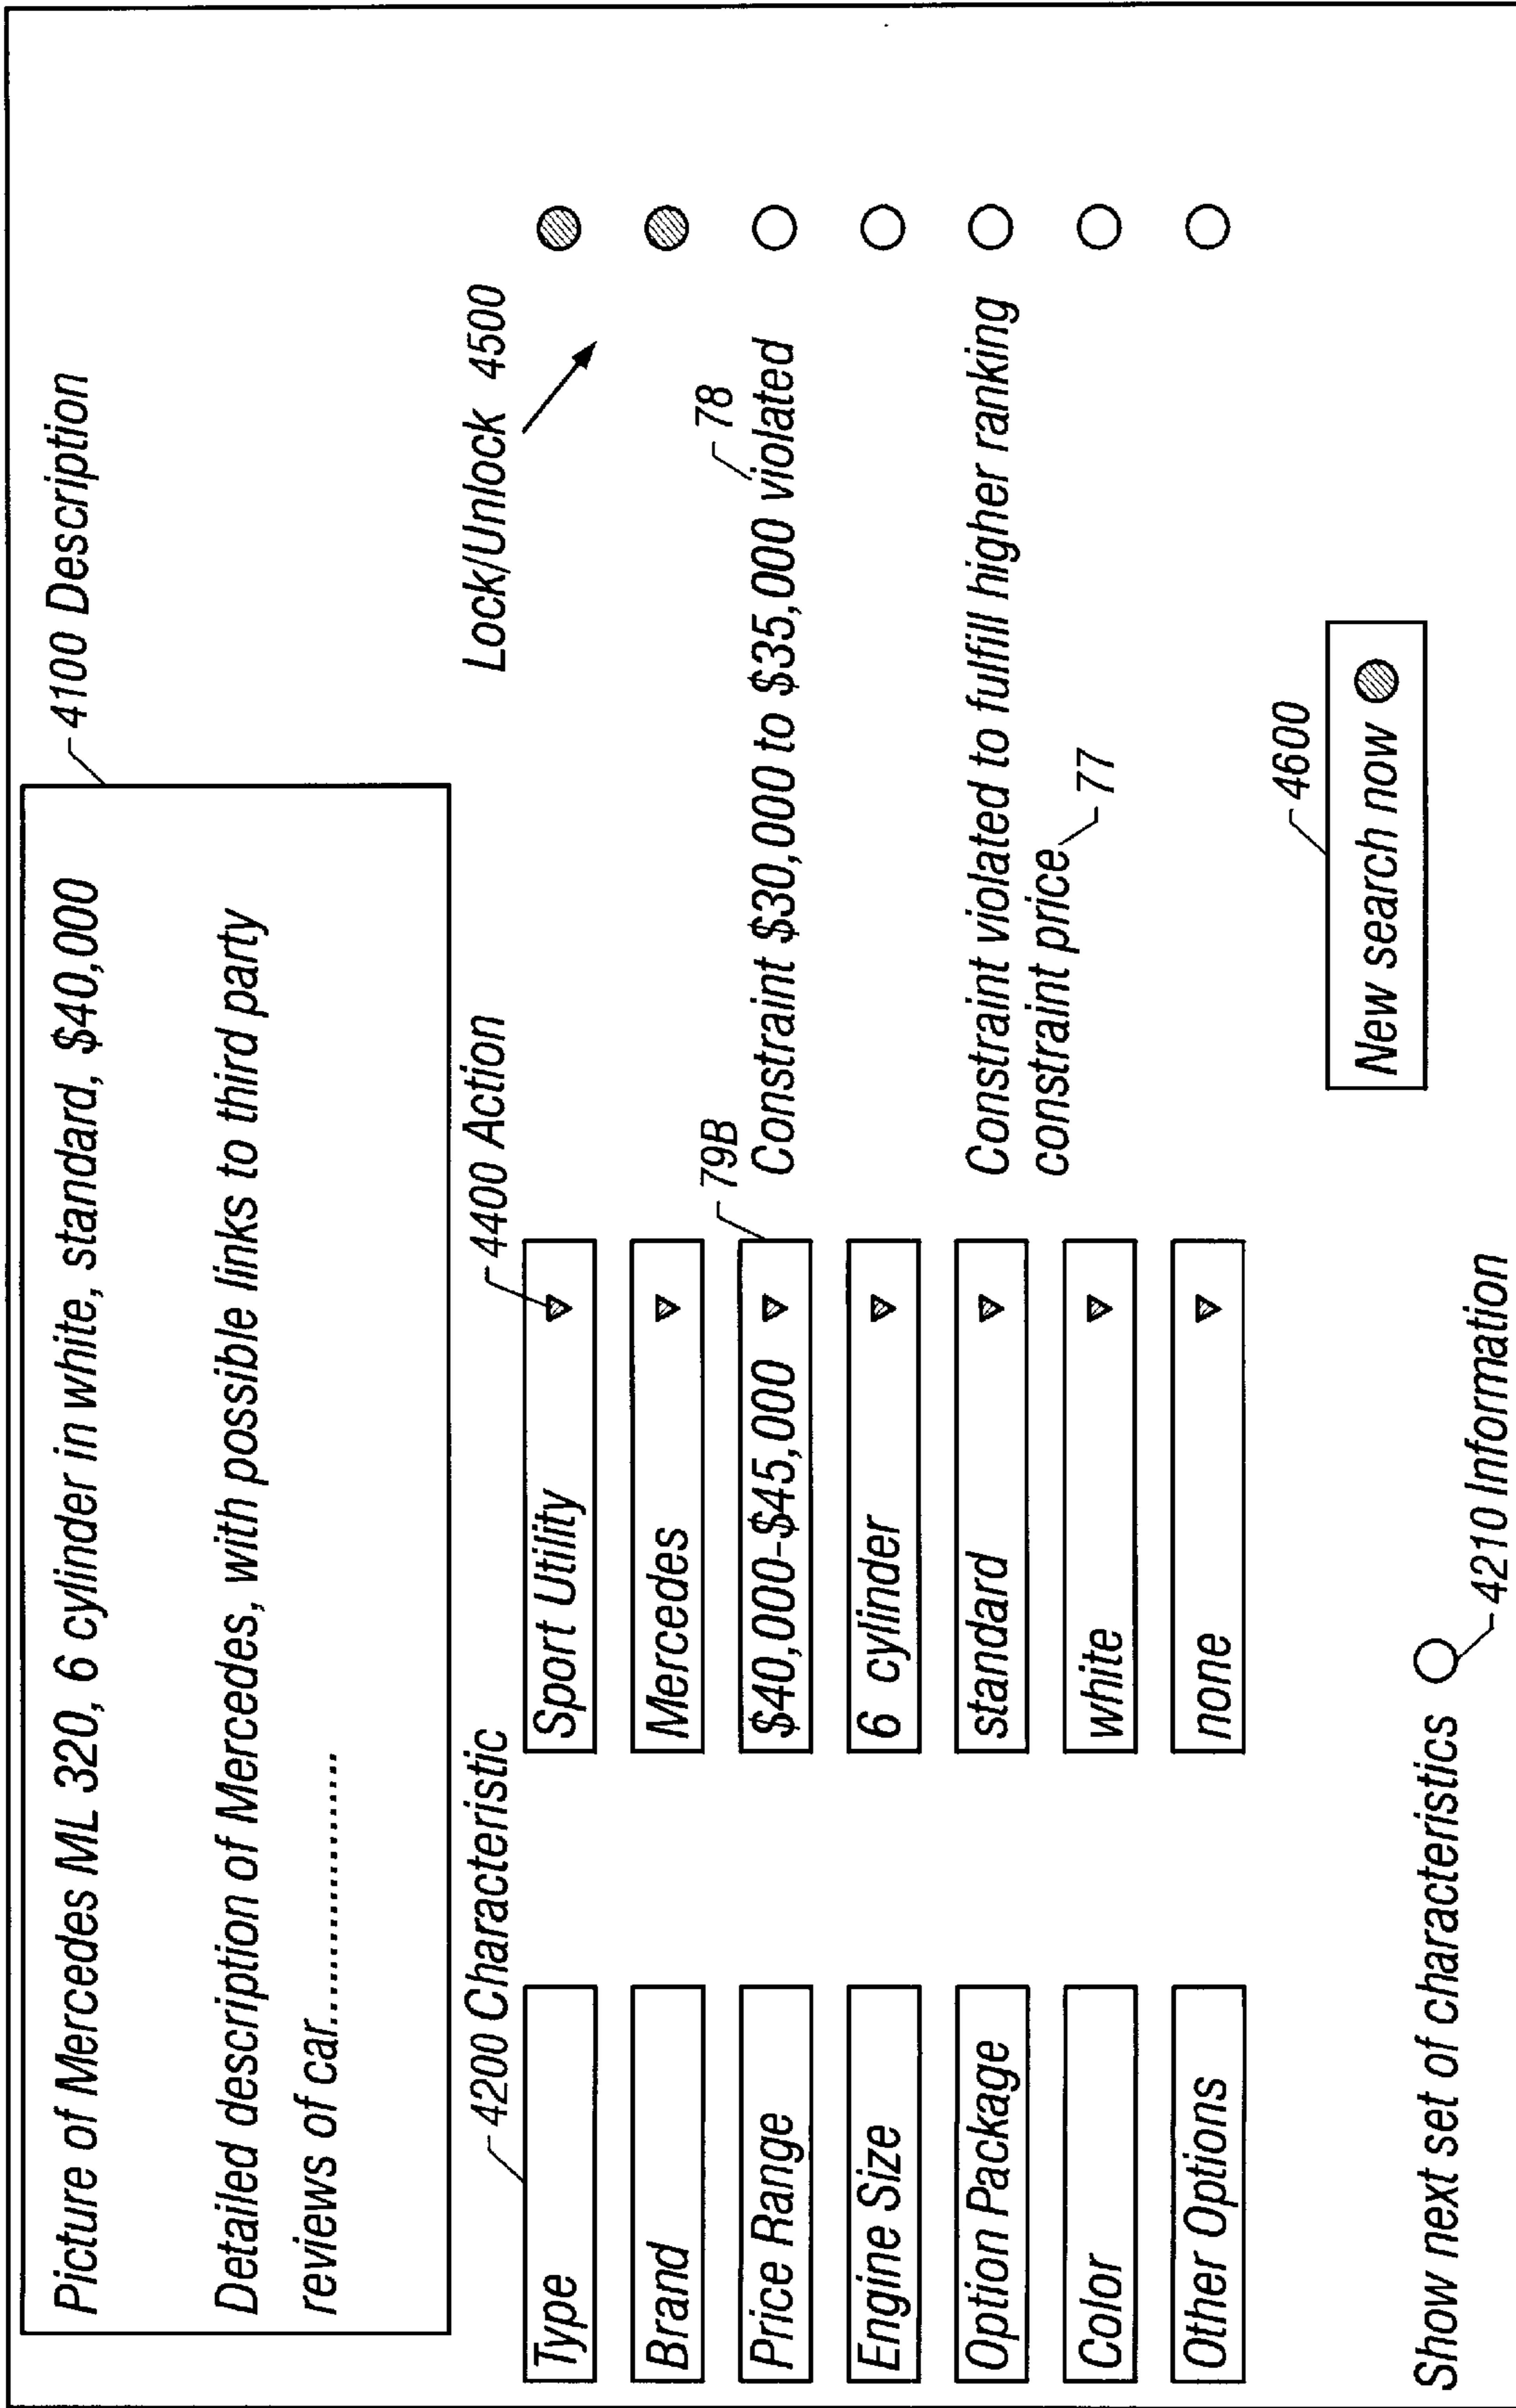 4100 Description
Picture of Mercedes ML 320, 6 cylinder in white, standard, $40,000
Detailed description of Mercedes, with possible links to third party
reviews of car..................
4200 Characteristic
4400 Action
Lock/Unlock 4500
Type
Sport Utility
Brand
Mercedes
79B
78
Price Range
$40,000-$45,000
Constraint $30,000 to $35,000 violated
Engine Size
6 cylinder
Option Package
standard
Constraint violated to fulfill higher ranking
constraint price
77
Color
white
Other Options
none
4600
New search now
Show next set of characteristics
4210 Information